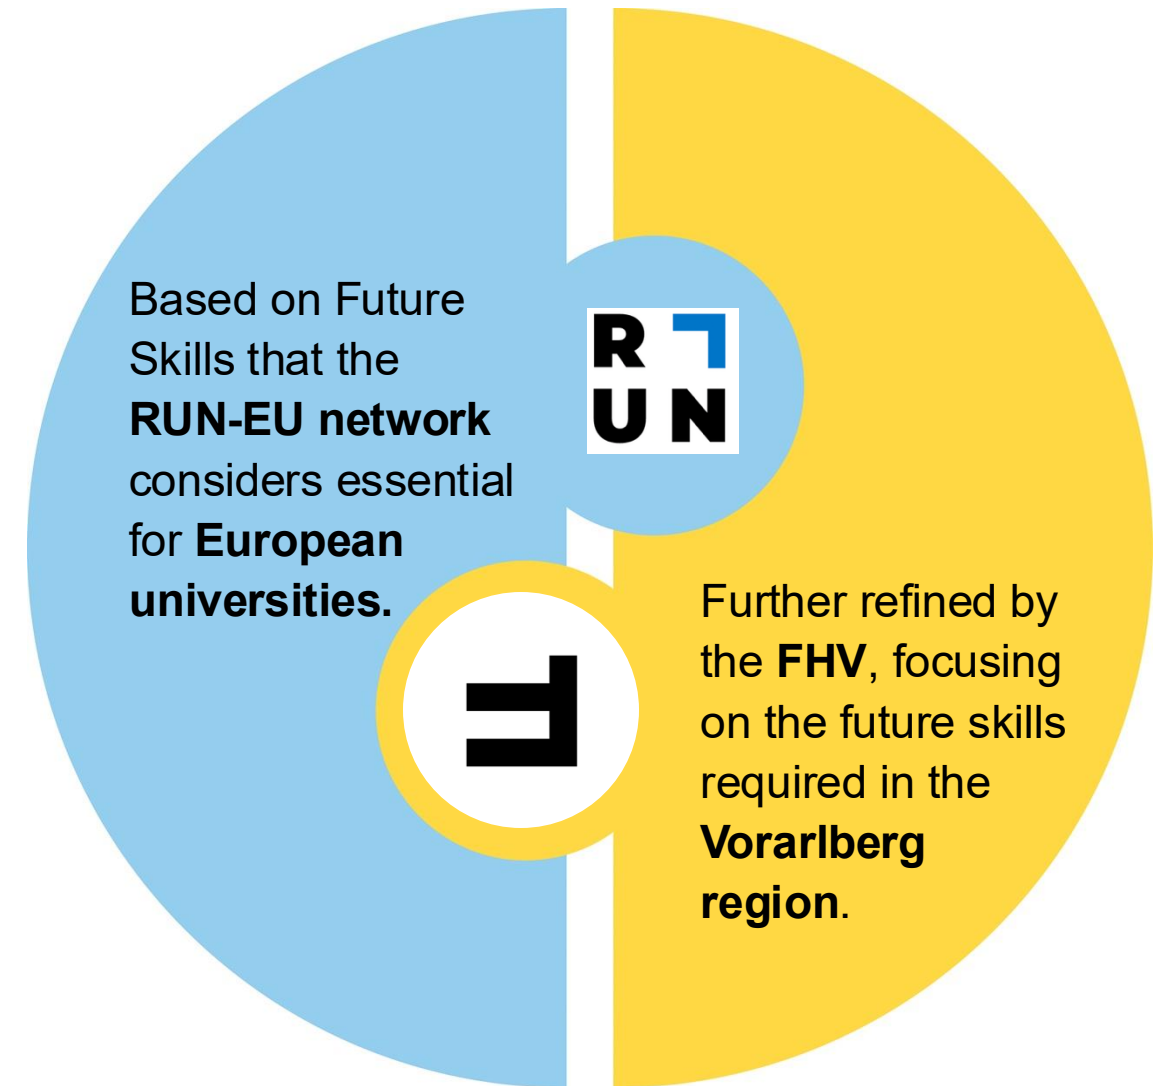 Based on Future
Skills that the
RUN-EU network
considers essential
for European
universities.
R
UN
Further refined by
the FHV, focusing
on the future skills
required in the
Vorarlberg
region.